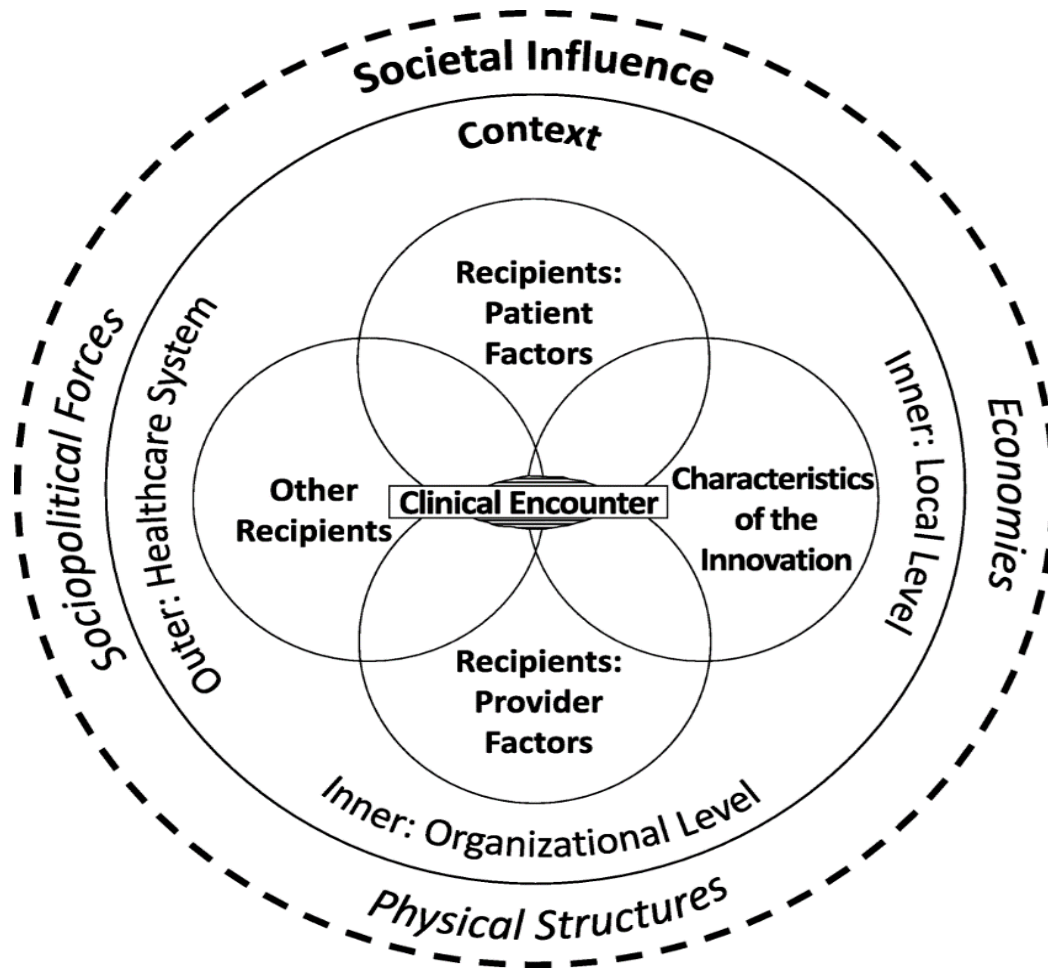 Societal Influence
Context
Recipients:
Patient
Factors
Sociopolitical Forces
Outer: Healthcare System
Other
Recipients
Clinical Encounter
Characteristics
of the
Innovation
Inner: Local Level
Economies
Recipients:
Provider
Factors
Inner: Organizational Level
Physical Structures